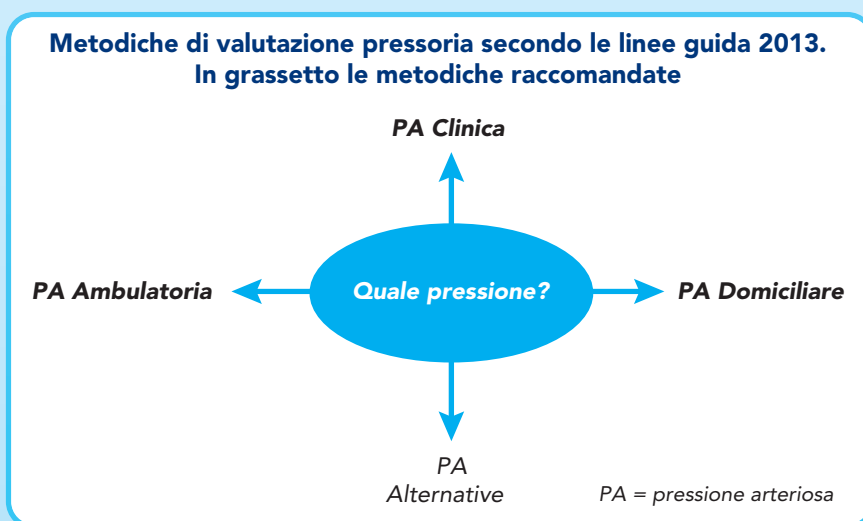 Metodiche di valutazione pressoria secondo le linee guida 2013.
In grassetto le metodiche raccomandate
PA Clinica
PA Ambulatoria
Quale pressione?
PA Domiciliare
PA
Alternative
PA = pressione arteriosa